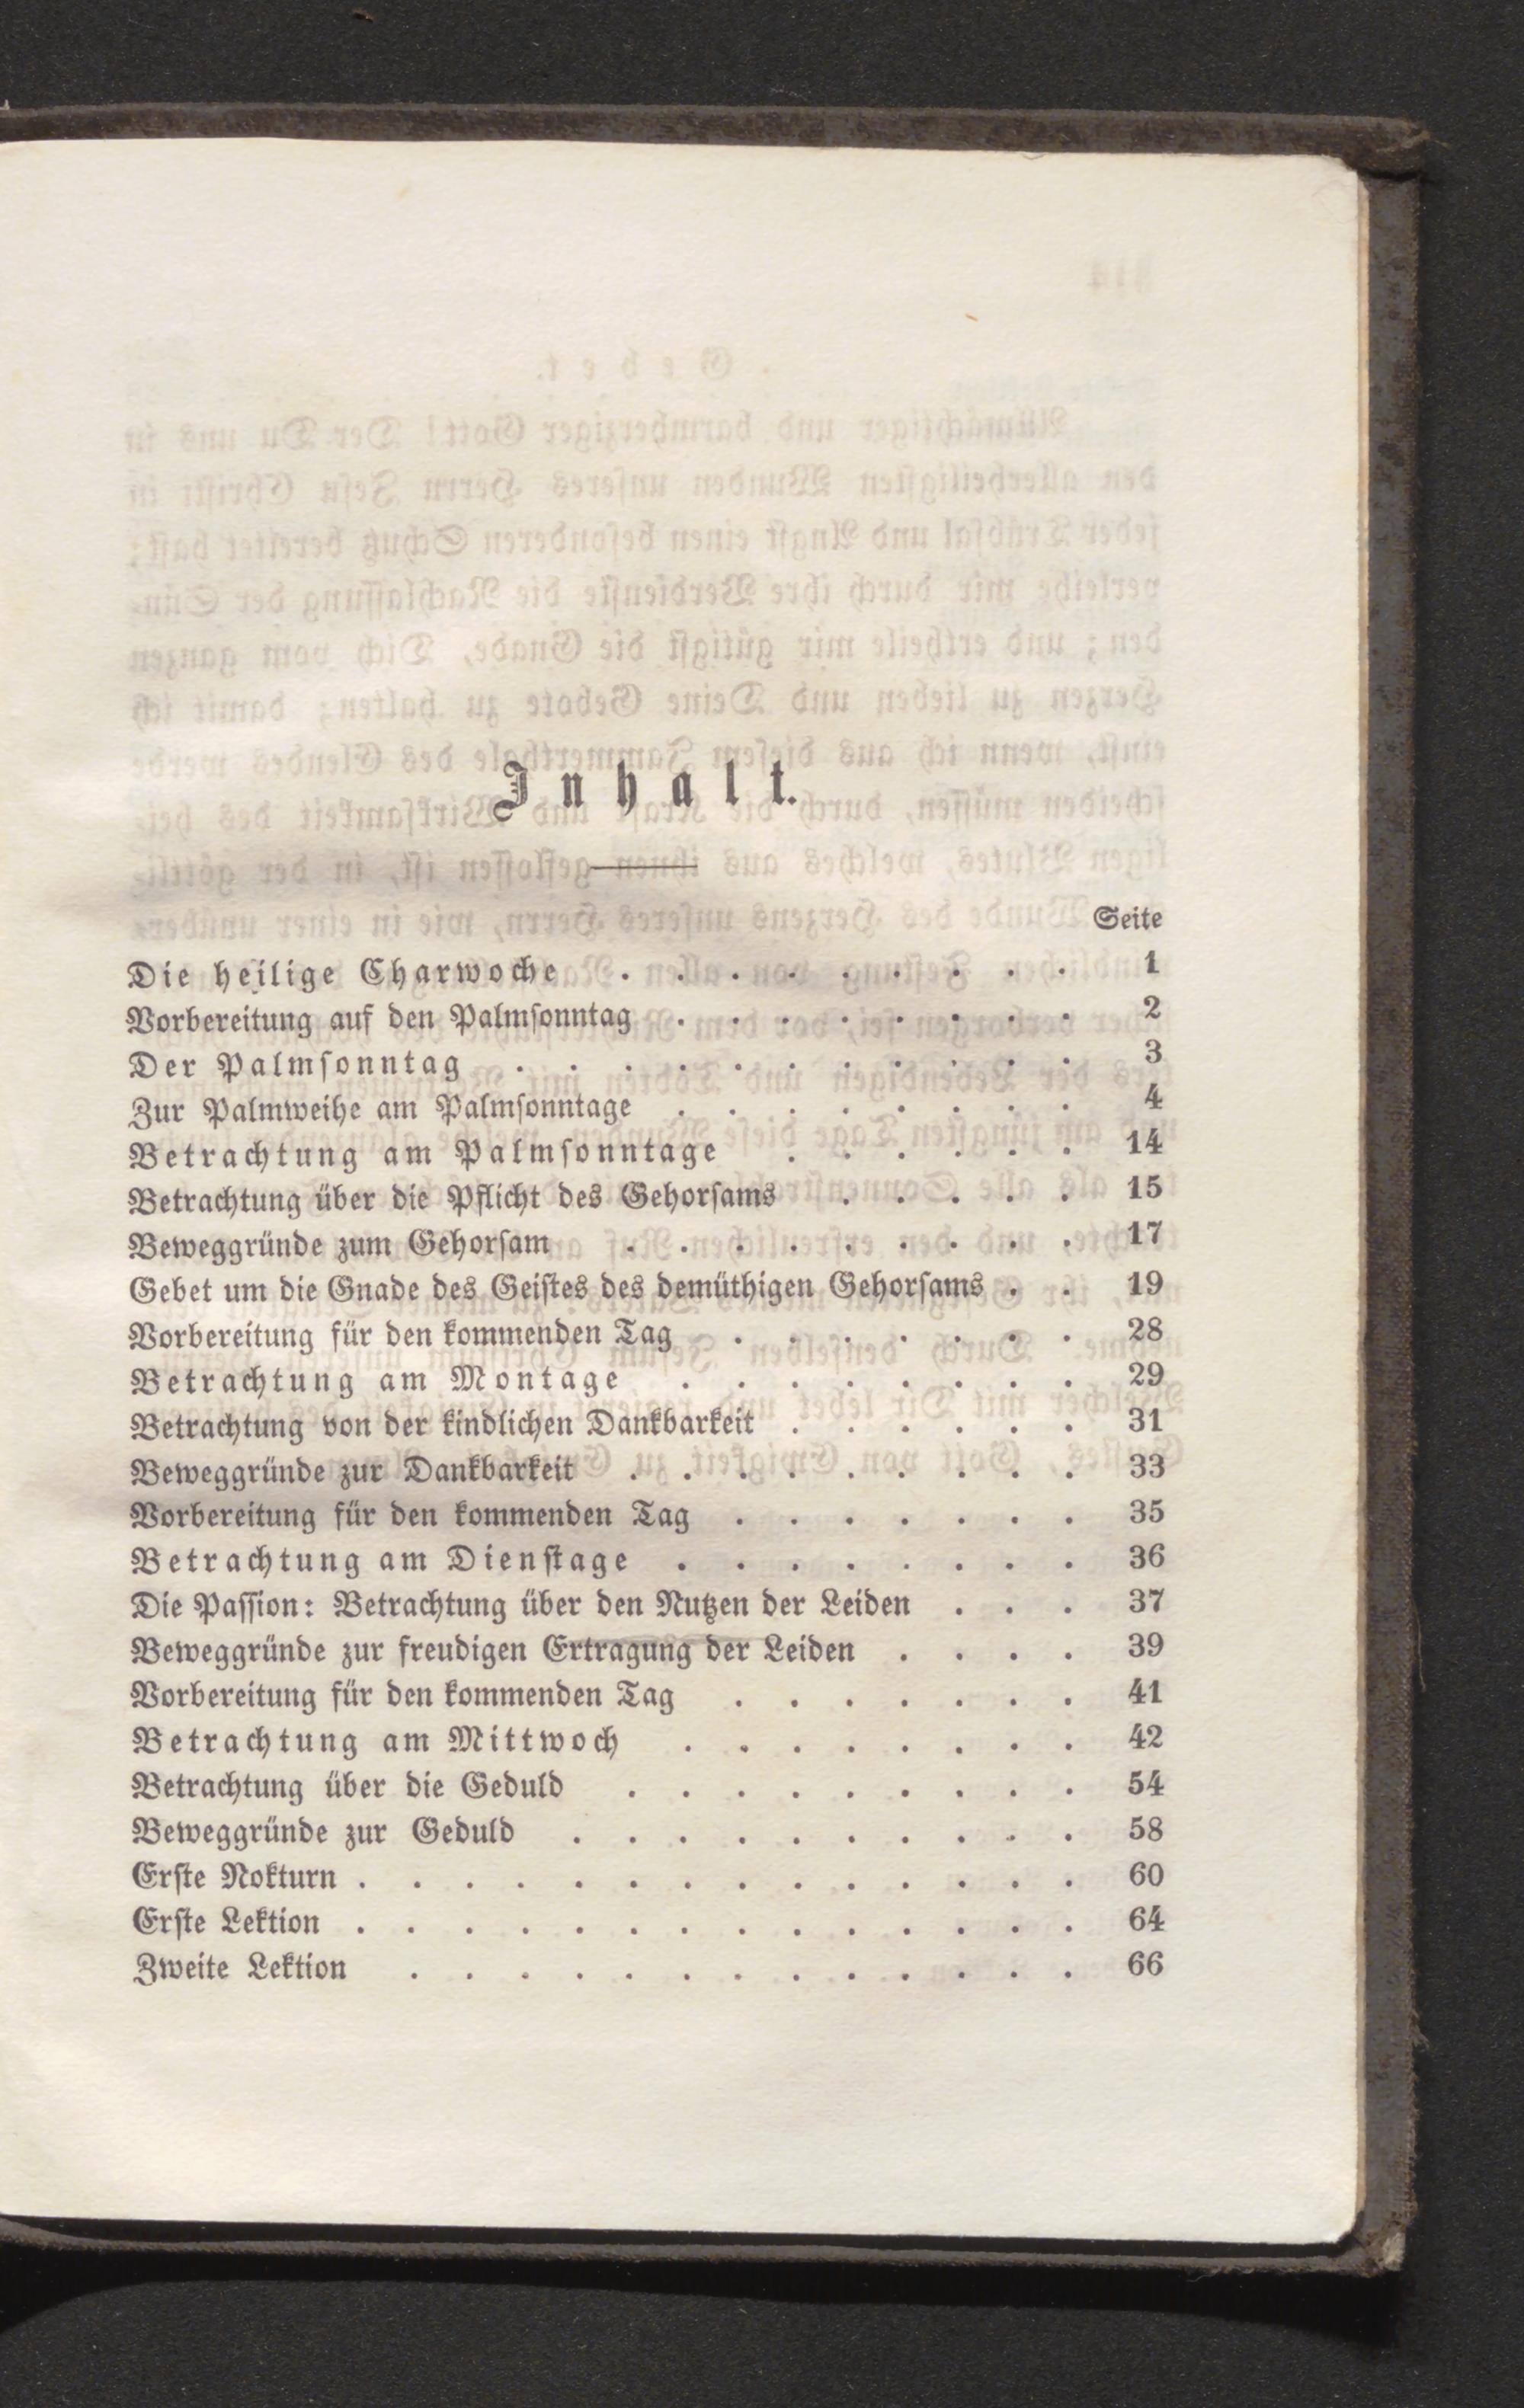 Inhalt.
Seite
Die heilige Charwoche . . . . . . . . . 1
Vorbereitung auf den Palmsonntag . . . . . . . . 2
Der Palmsonntag . . . . . . . . . . . 3
Zur Palmweihe am Palmsonntage . . . . . . . . 4
Betrachtung am Palmsonntage . . . . . . 14
Betrachtung über die Pflicht des Gehorsams . . . . . 15
Beweggründe zum Gehorsam . . . . . . . . . 17
Gebet um die Gnade des Geistes des demüthigen Gehorsams . . 19
Vorbereitung für den kommenden Tag . . . . . . . 28
Betrachtung am Montage . . . . . . . . 29
Betrachtung von der kindlichen Dankbarkeit . . . . . . 31
Beweggründe zur Dankbarkeit . . . . . . . . . 33
Vorbereitung für den kommenden Tag . . . . . . . 35
Betrachtung am Dienstage . . . . . . . . 36
Die Passion: Betrachtung über den Nutzen der Leiden . . . 37
Beweggründe zur freudigen Ertragung der Leiden . . . . 39
Vorbereitung für den kommenden Tag . . . . . . . 41
Betrachtung am Mittwoch . . . . . . . . 42
Betrachtung über die Geduld . . . . . . . . . 54
Beweggründe zur Geduld . . . . . . . . . . 58
Erste Nokturn . . . . . . . . . . . . . . 60
Erste Lektion . . . . . . . . . . . . . . 64
Zweite Lektion . . . . . . . . . . . . . 66